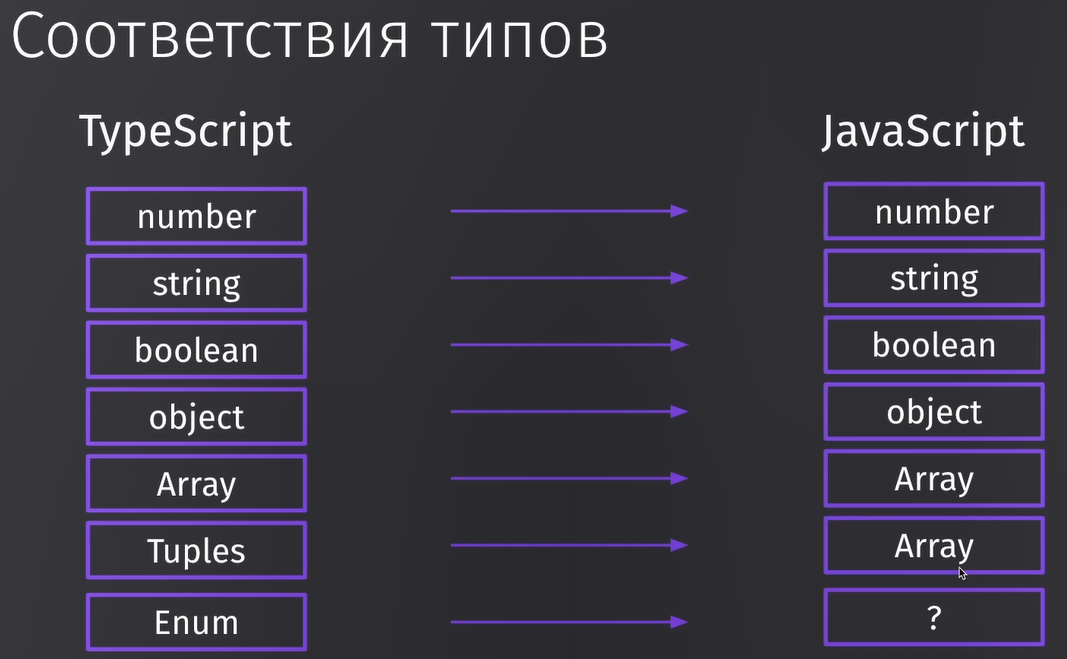 Соответствия типов
TypeScript
JavaScript
number
number
string
string
boolean
boolean
object
object
Array
Array
Tuples
Array
Enum
?